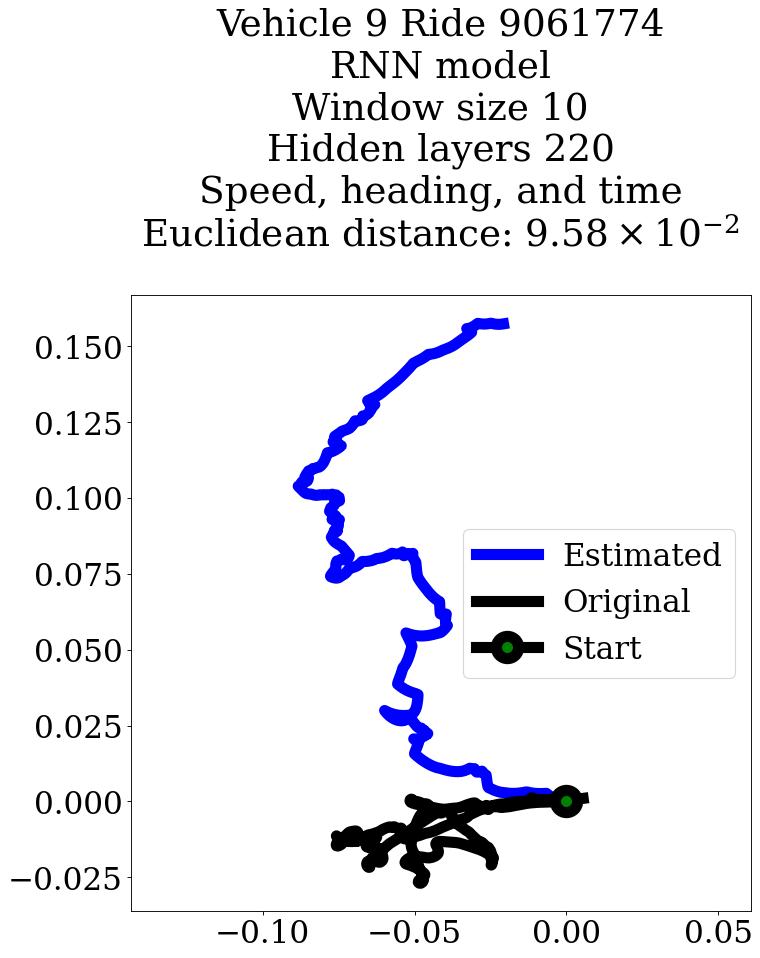 Vehicle 9 Ride 9061774
RNN model
Window size 10
Hidden layers 220
Speed, heading, and time
Euclidean distance: 9.58 × 10⁻²
0.150
0.125
0.100
0.075
0.050
0.025
0.000
−0.025
Estimated
Original
Start
−0.10
−0.05
0.00
0.05